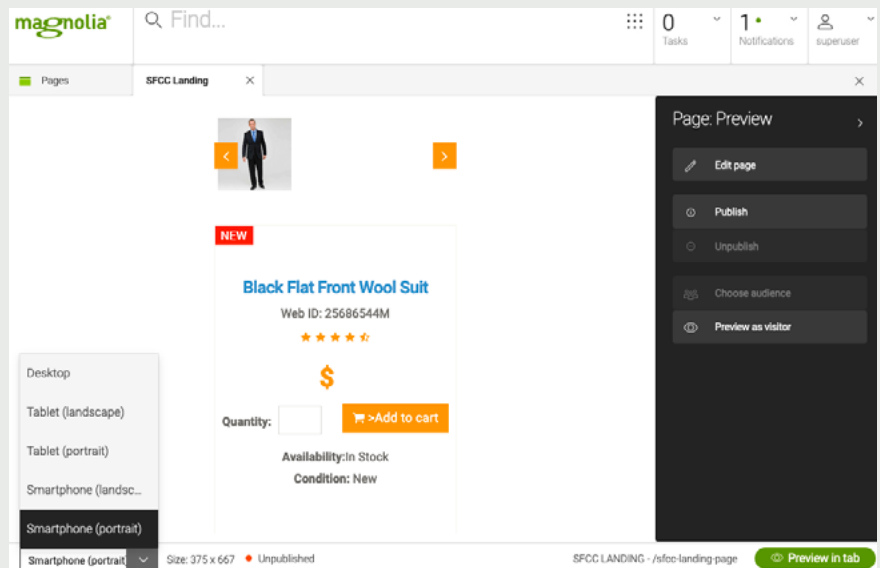 magnolia®
Find...
0
Tasks
1
Notifications
superuser
Pages
SFCC Landing
Page: Preview
Edit page
Publish
Unpublish
Choose audience
Preview as visitor
NEW
Black Flat Front Wool Suit
Web ID: 25686544M
$
Quantity:
>Add to cart
Availability:In Stock
Condition: New
Desktop
Tablet (landscape)
Tablet (portrait)
Smartphone (landsc...
Smartphone (portrait)
Smartphone (portrait
Size: 375 x 667
Unpublished
SFCC LANDING - /sfcc-landing-page
Preview in tab